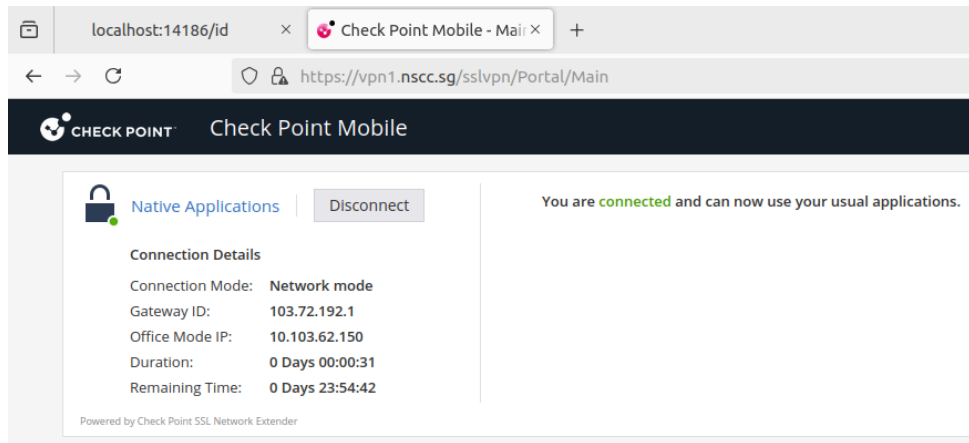 localhost:14186/id
Check Point Mobile - Mair
https://vpn1.nscc.sg/sslvpn/Portal/Main
CHECK POINT Check Point Mobile
Native Applications Disconnect
You are connected and can now use your usual applications.
Connection Details
Connection Mode: Network mode
Gateway ID: 103.72.192.1
Office Mode IP: 10.103.62.150
Duration: 0 Days 00:00:31
Remaining Time: 0 Days 23:54:42
Powered by Check Point SSL Network Extender